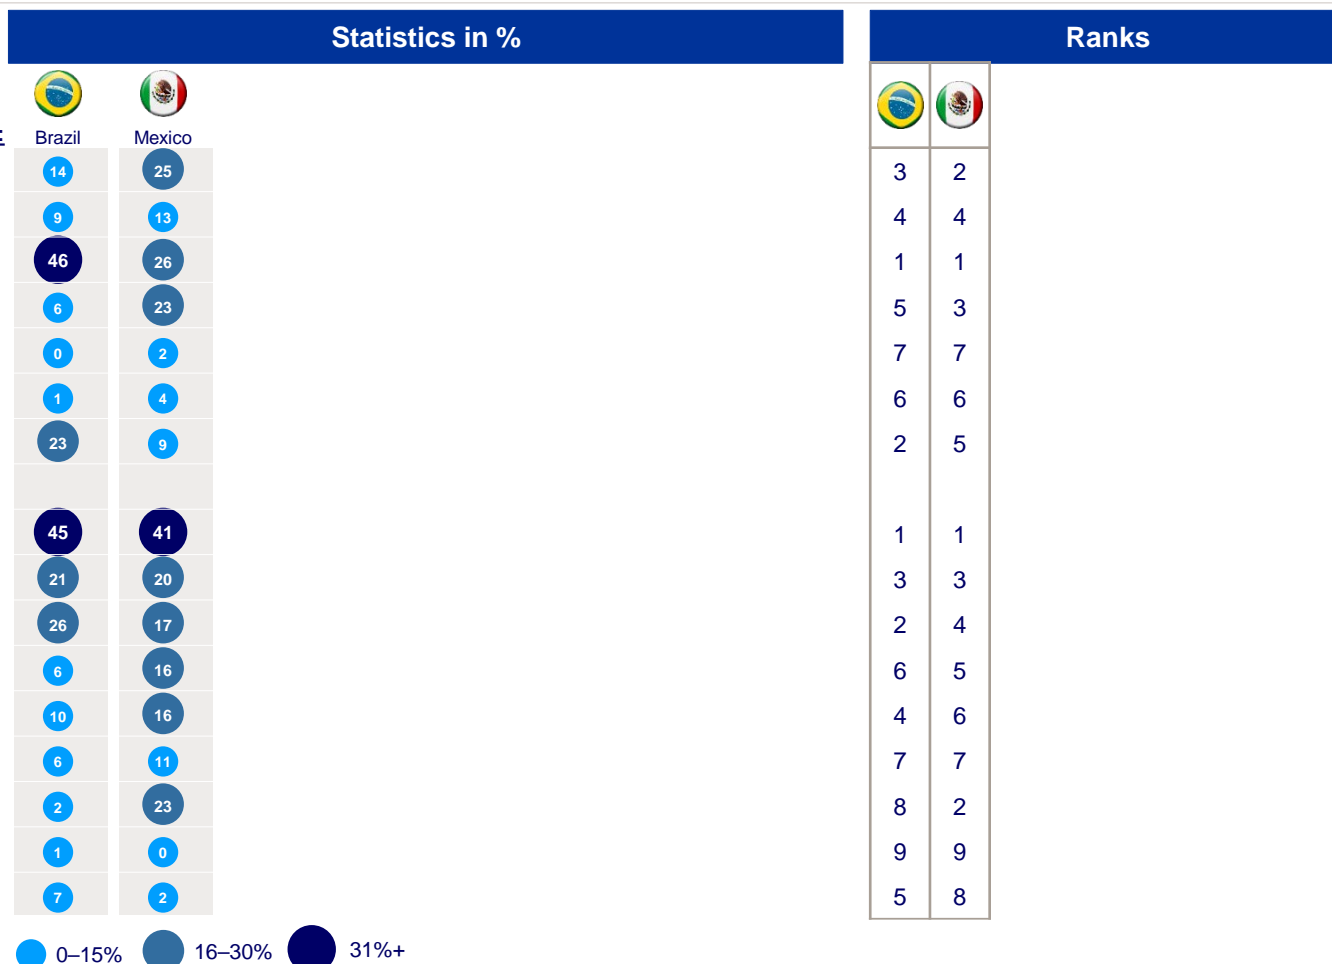 Statistics in %
Ranks
Brazil Mexico
14 25 3 2
9 13 4 4
46 26 1 1
6 23 5 3
0 2 7 7
1 4 6 6
23 9 2 5
45 41 1 1
21 20 3 3
26 17 2 4
6 16 6 5
10 16 4 6
6 11 7 7
2 23 8 2
1 0 9 9
7 2 5 8
0–15% 16–30% 31%+